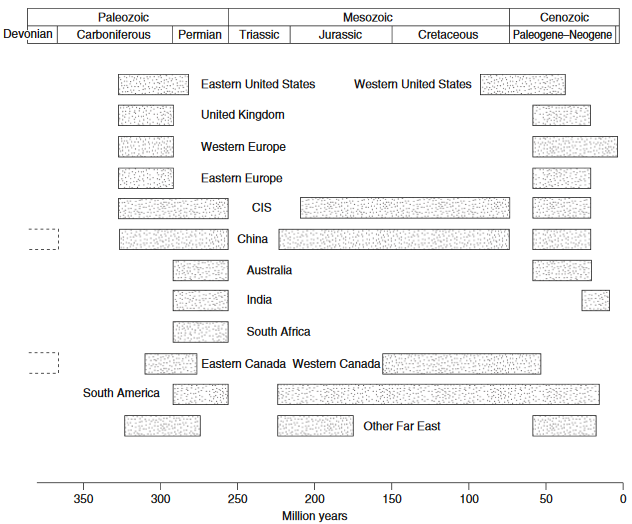 Paleozoic Mesozoic Cenozoic
Devonian Carboniferous Permian Triassic Jurassic Cretaceous Paleogene–Neogene
Eastern United States Western United States
United Kingdom
Western Europe
Eastern Europe
CIS
China
Australia
India
South Africa
Eastern Canada Western Canada
South America
Other Far East
350 300 250 200 150 100 50 0
Million years